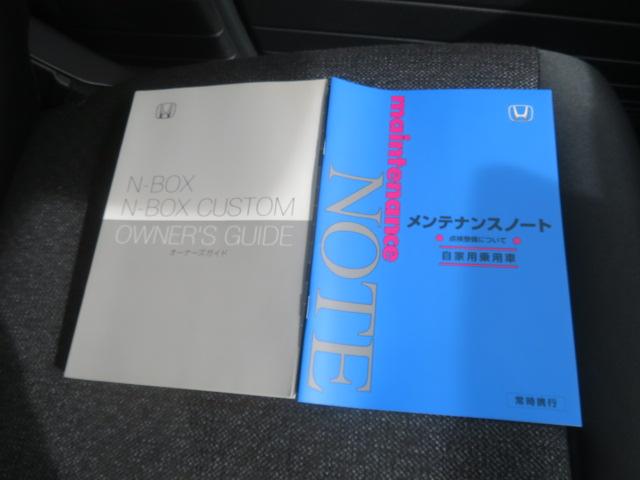 N-BOX
N-BOX CUSTOM
OWNER'S GUIDE
オーナーズガイド
maintenance
NOTE
メンテナンスノート
点検整備について
自家用乗用車
常時携行